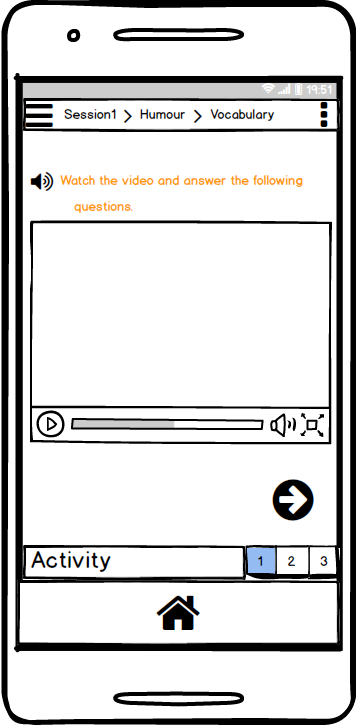 19:51
Session1 > Humour > Vocabulary
Watch the video and answer the following
questions.
Activity 1 2 3